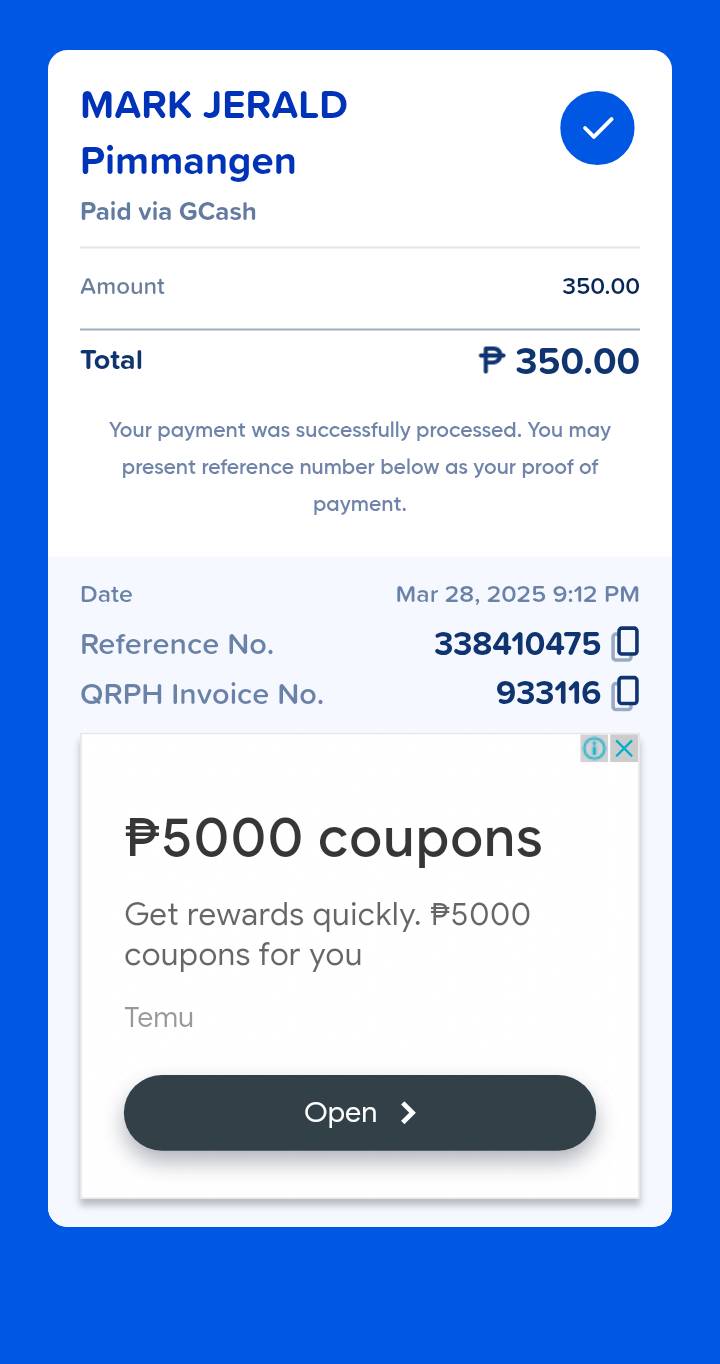 MARK JERALD
Pimmangen
Paid via GCash
Amount 350.00
Total ₱ 350.00
Your payment was successfully processed. You may
present reference number below as your proof of
payment.
Date Mar 28, 2025 9:12 PM
Reference No. 338410475
QRPH Invoice No. 933116
₱5000 coupons
Get rewards quickly. ₱5000
coupons for you
Temu
Open